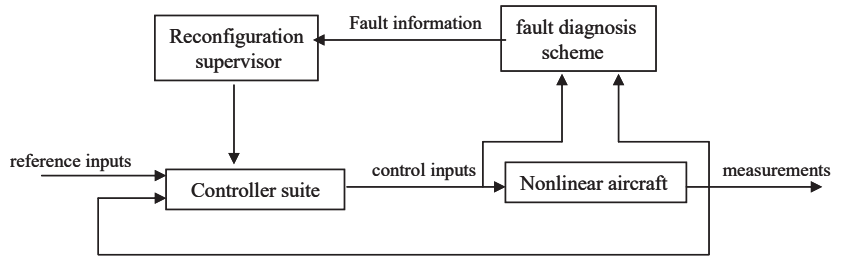 Reconfiguration
supervisor
Fault information
fault diagnosis
scheme
reference inputs
Controller suite
control inputs
Nonlinear aircraft
measurements